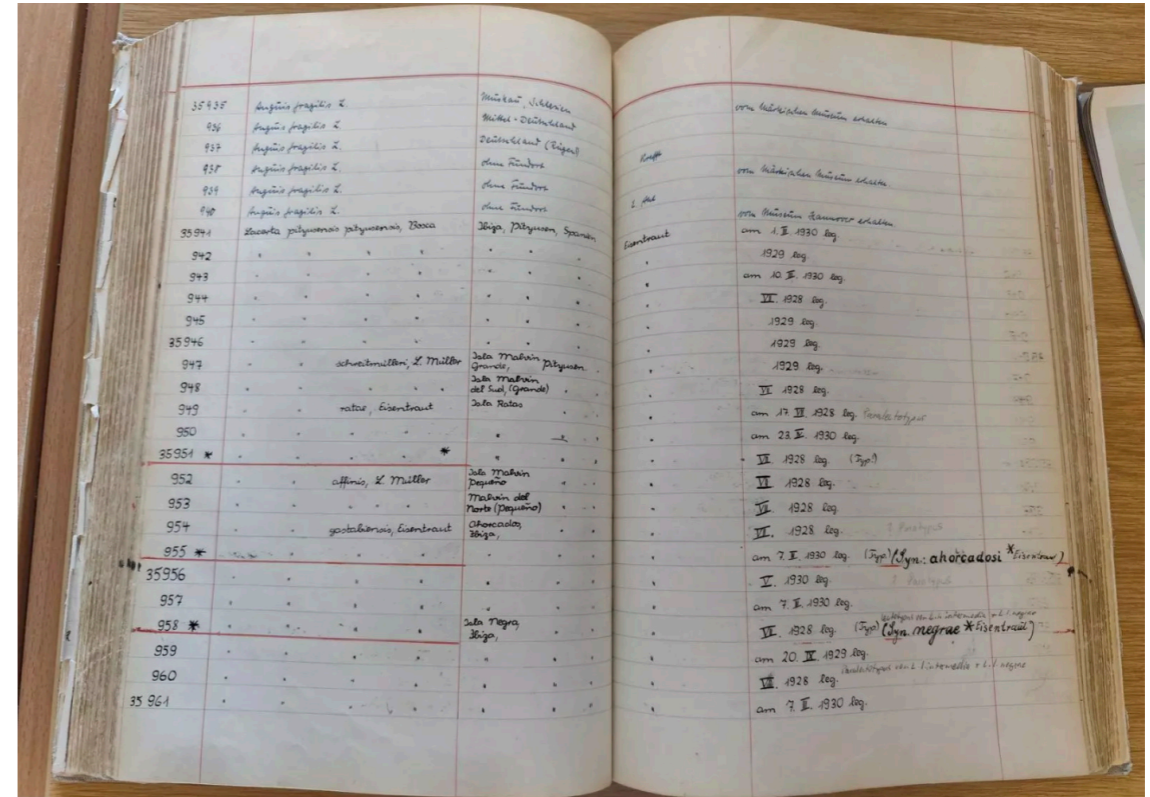 35935 Anguis fragilis L. Muskau, Schlesien vom Märkischen Museum erhalten
936 Anguis fragilis L. Mittel-Deutschland
937 Anguis fragilis L. Deutschland (Rügen)
938 Anguis fragilis L. ohne Fundort vom Märkischen Museum erhalten
939 Anguis fragilis L. ohne Fundort
940 Anguis fragilis L. ohne Fundort vom Museum Hannover erhalten
35941 Lacerta pityusensis pityusensis, Bosca Ibiza, Pityusen, Spanien Eisentraut am 1. II. 1930 leg.
942 " " " " " " " " 1929 leg.
943 " " " " " " " " am 10. II. 1930 leg.
944 " " " " " " " " VI. 1928 leg.
945 " " " " " " " " 1929 leg.
35946 " " " " " " " " 1929 leg.
947 " " schreitmülleri, L. Müller Isla Malvin Grande, Pityusen " " 1929 leg.
948 " " " " Isla Malvin del Sud, (Grande) " " " VI 1928 leg.
949 " " ratae, Eisentraut Isla Ratas " " " am 17. VI 1928 leg.
950 " " " " " " " " am 23. II. 1930 leg.
35951 * " " " * " " " " VI. 1928 leg. (Typ!)
952 " " affinis, L. Müller Isla Malvin Pequeño " " " VI 1928 leg.
953 " " " " Malvin del Norte (Pequeño) " " " VI. 1928 leg.
954 " " gastabiensis, Eisentraut Ahorcados, Ibiza, " " " VI. 1928 leg. Paratypus
955 * " " " " " " " " am 7. II. 1930 leg. (Typ) (Syn.: ahorcadosi * Eisentraut)
35956 " " " " " " " " 1930 leg. Paratypus
957 " " " " " " " " am 7. II. 1930 leg.
958 * " " " " Isla Negra, Ibiza, " " " VI. 1928 leg. (Typ) (Syn. negrae * Eisentraut)
959 " " " " " " " " am 20. 1929 leg.
960 " " " " " " " " 1928 leg.
35961 " " " " " " " " am 7. II. 1930 leg.